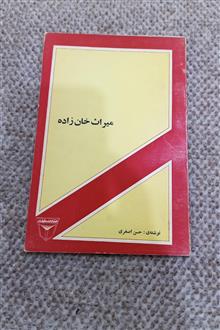 میراث خان زاده
نوشته‌ی : حسن اصغری